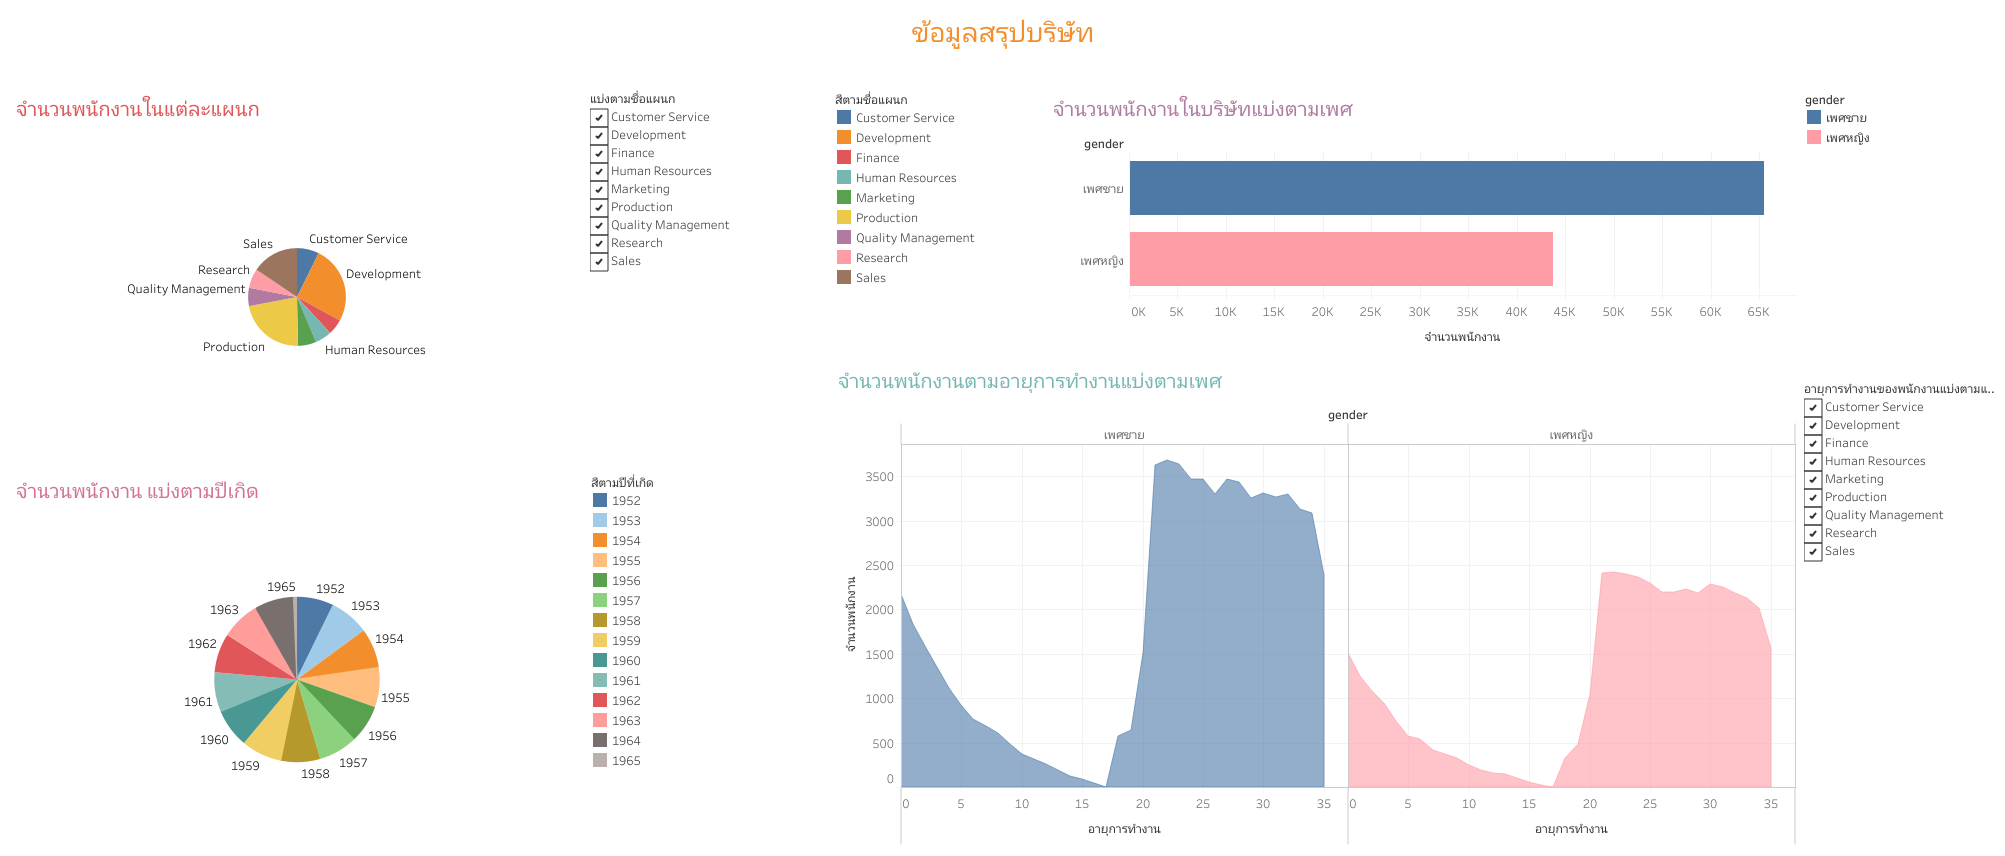 ข้อมูลสรุปบริษัท
จำนวนพนักงานในแต่ละแผนก
Sales
Customer Service
Research
Development
Quality Management
Production
Human Resources
แบ่งตามชื่อแผนก
Customer Service
Development
Finance
Human Resources
Marketing
Production
Quality Management
Research
Sales
สีตามชื่อแผนก
Customer Service
Development
Finance
Human Resources
Marketing
Production
Quality Management
Research
Sales
จำนวนพนักงานในบริษัทแบ่งตามเพศ
gender
เพศชาย
เพศหญิง
0K 5K 10K 15K 20K 25K 30K 35K 40K 45K 50K 55K 60K 65K
จำนวนพนักงาน
gender
เพศชาย
เพศหญิง
จำนวนพนักงาน แบ่งตามปีเกิด
1965
1952
1953
1963
1954
1962
1955
1961
1956
1960
1957
1959
1958
สีตามปีที่เกิด
1952
1953
1954
1955
1956
1957
1958
1959
1960
1961
1962
1963
1964
1965
จำนวนพนักงานตามอายุการทำงานแบ่งตามเพศ
gender
เพศชาย
เพศหญิง
3500
3000
2500
2000
1500
1000
500
0
จำนวนพนักงาน
0 5 10 15 20 25 30 35
0 5 10 15 20 25 30 35
อายุการทำงาน
อายุการทำงาน
อายุการทำงานของพนักงานแบ่งตามแ..
Customer Service
Development
Finance
Human Resources
Marketing
Production
Quality Management
Research
Sales